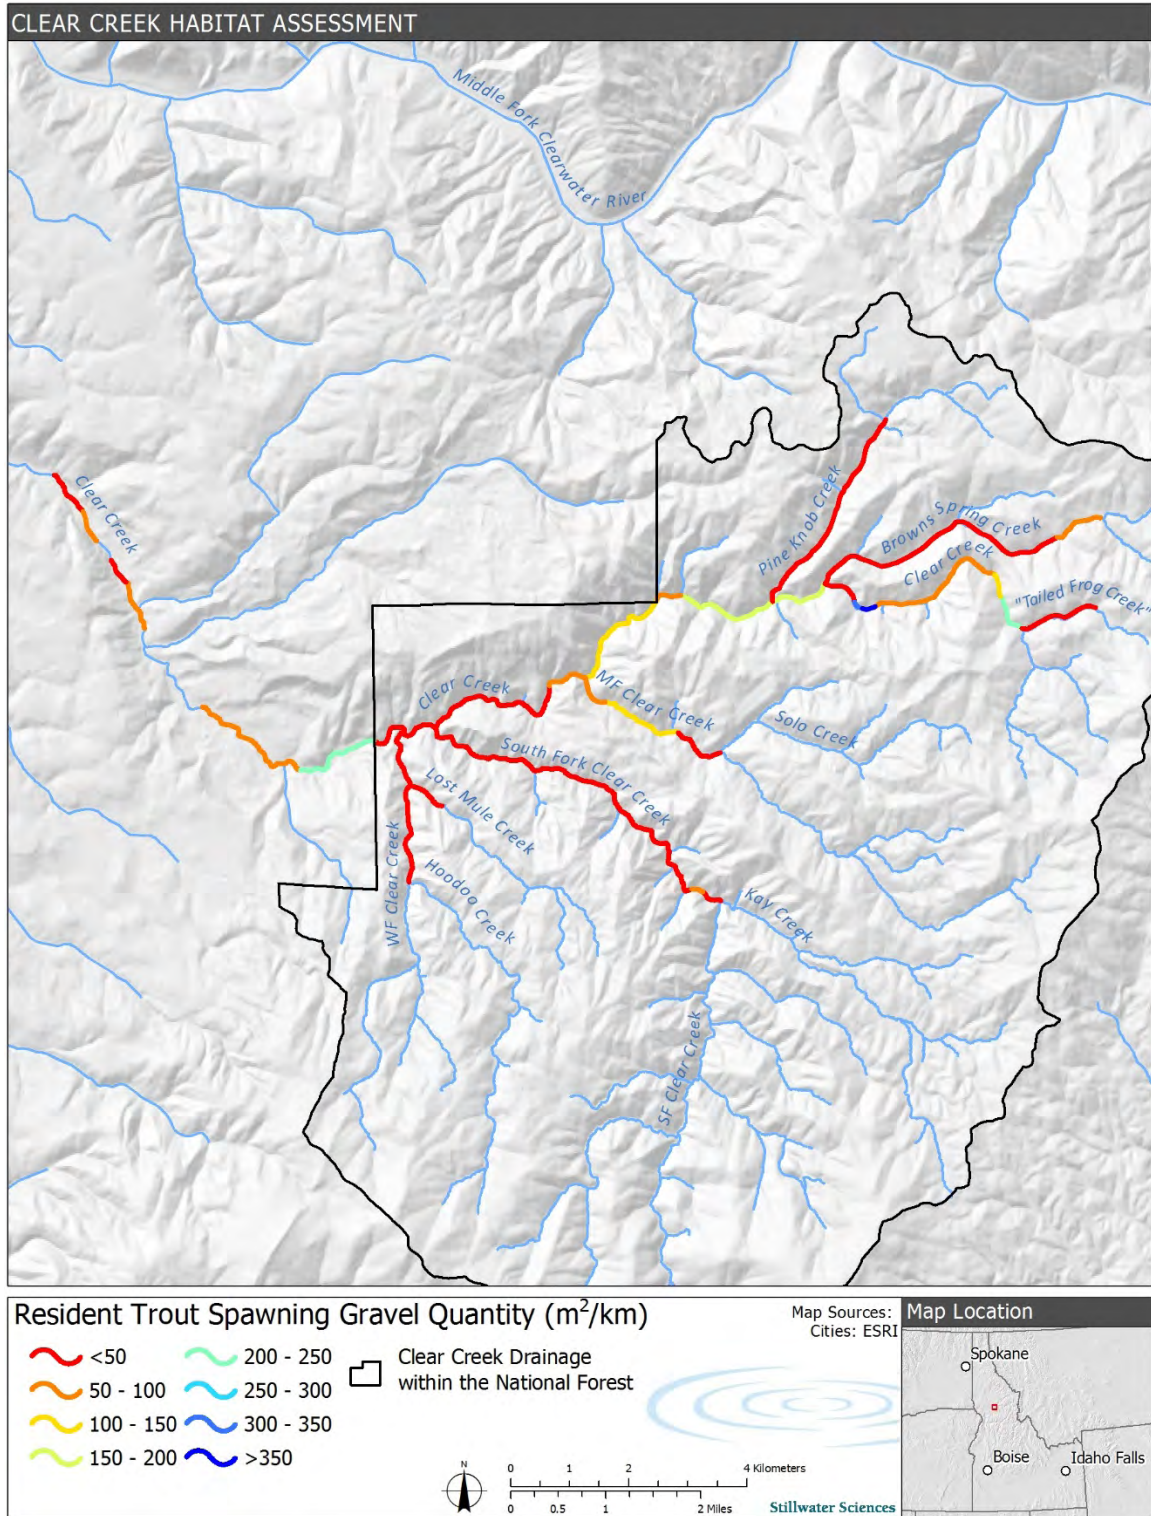 CLEAR CREEK HABITAT ASSESSMENT
Middle Fork Clearwater River
Clear Creek
Pine Knob Creek
Browns Spring Creek
Clear Creek
"Tailed Frog Creek"
Clear Creek
MF Clear Creek
Solo Creek
South Fork Clear Creek
Lost Mule Creek
WF Clear Creek
Hoodoo Creek
Kay Creek
SF Clear Creek
Resident Trout Spawning Gravel Quantity (m²/km)
<50
50 - 100
100 - 150
150 - 200
200 - 250
250 - 300
300 - 350
>350
Clear Creek Drainage
within the National Forest
Map Sources:
Cities: ESRI
N
0 1 2 4 Kilometers
0 0.5 1 2 Miles
Stillwater Sciences
Map Location
Spokane
Boise
Idaho Falls